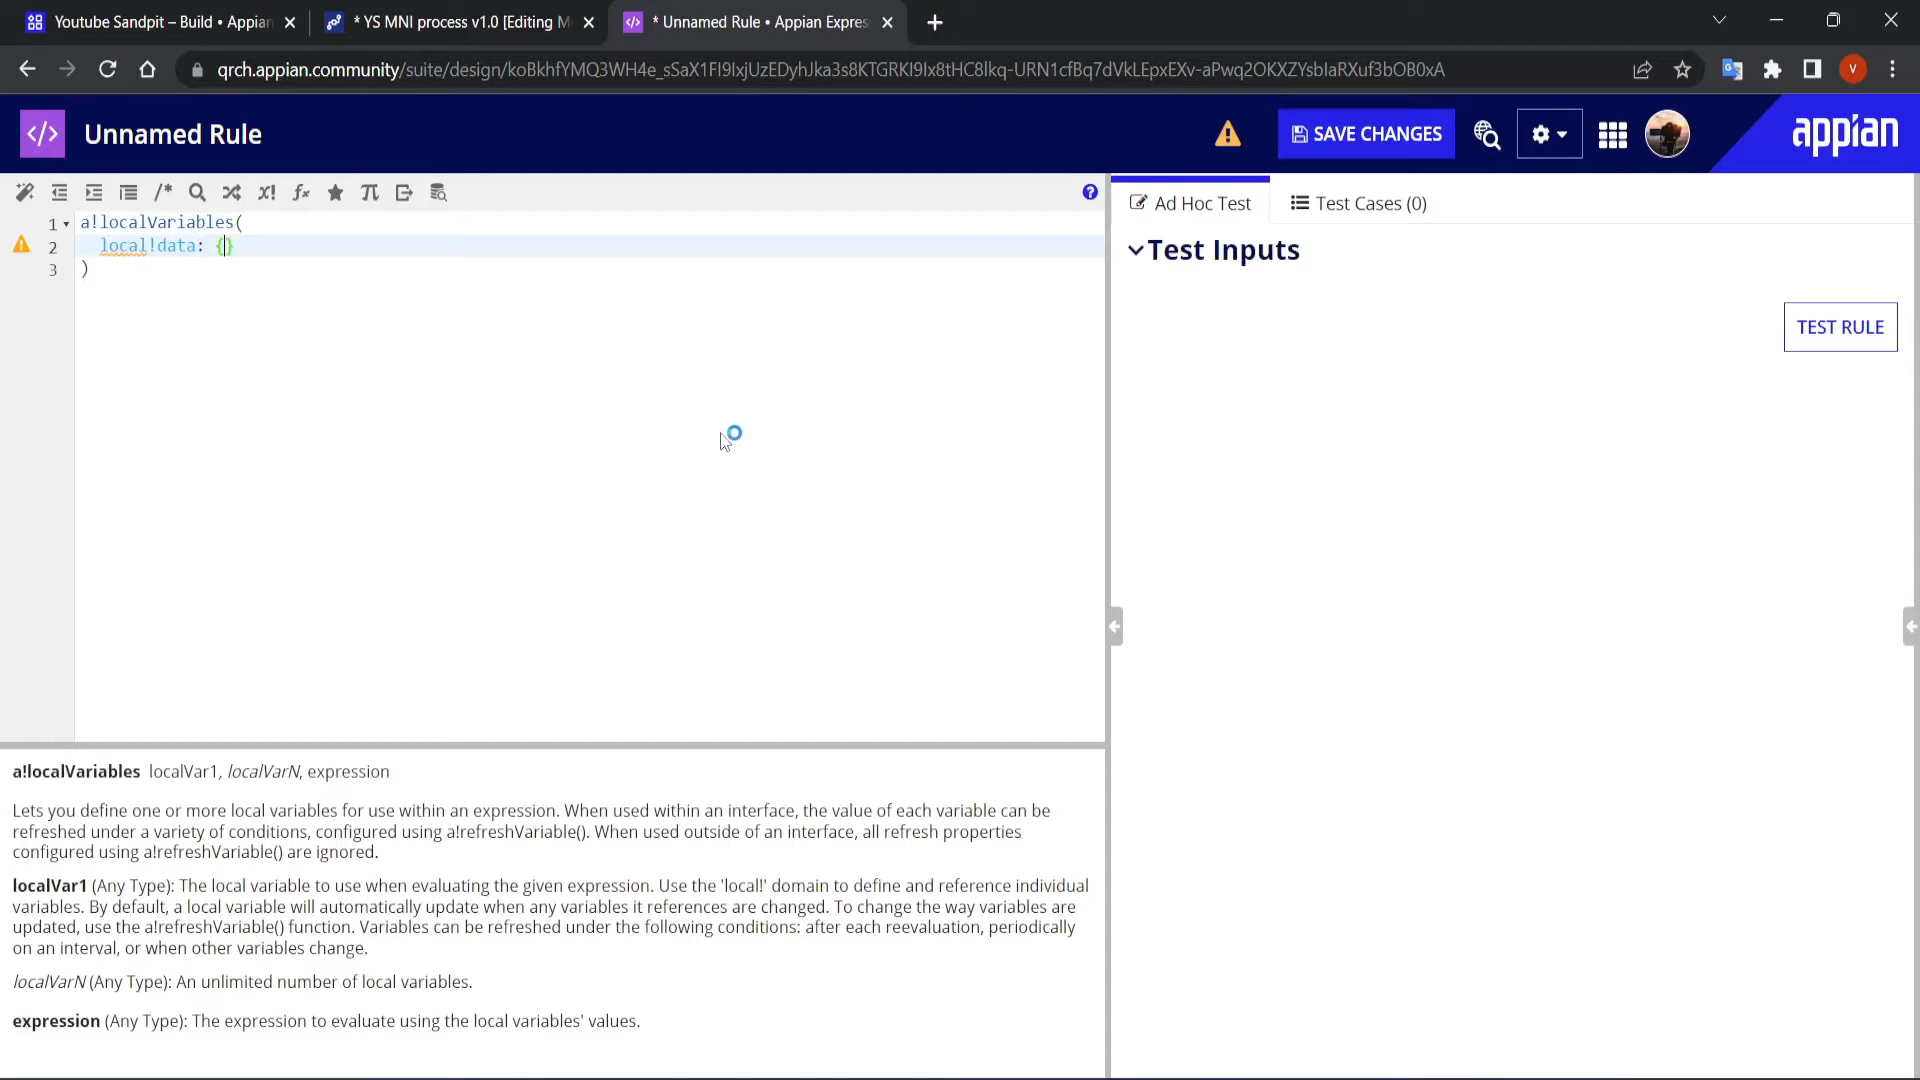 Youtube Sandpit – Build • Appian
* YS MNI process v1.0 [Editing M
* Unnamed Rule • Appian Expres
qrch.appian.community/suite/design/koBkhfYMQ3WH4e_sSaX1FI9IxjUzEDyhJka3s8KTGRKI9Ix8tHC8lkq-URN1cfBq7dVkLEpxEXv-aPwq2OKXZYsbIaRXuf3bOB0xA
V
</> Unnamed Rule
SAVE CHANGES
appian
1 a!localVariables(
2 local!data: {}
3 )
Ad Hoc Test
Test Cases (0)
Test Inputs
TEST RULE
a!localVariables localVar1, localVarN, expression
Lets you define one or more local variables for use within an expression. When used within an interface, the value of each variable can be
refreshed under a variety of conditions, configured using a!refreshVariable(). When used outside of an interface, all refresh properties
configured using a!refreshVariable() are ignored.
localVar1 (Any Type): The local variable to use when evaluating the given expression. Use the 'local!' domain to define and reference individual
variables. By default, a local variable will automatically update when any variables it references are changed. To change the way variables are
updated, use the a!refreshVariable() function. Variables can be refreshed under the following conditions: after each reevaluation, periodically
on an interval, or when other variables change.
localVarN (Any Type): An unlimited number of local variables.
expression (Any Type): The expression to evaluate using the local variables' values.